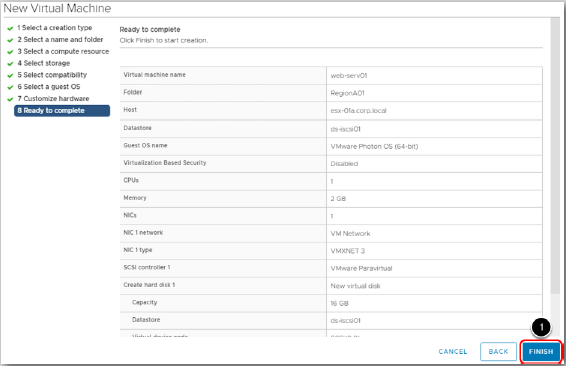 New Virtual Machine
1 Select a creation type
2 Select a name and folder
3 Select a compute resource
4 Select storage
5 Select compatibility
6 Select a guest OS
7 Customize hardware
8 Ready to complete
Ready to complete
Click Finish to start creation.
Virtual machine name web-serv01
Folder RegionA01
Host esx-01a.corp.local
Datastore ds-iscsi01
Guest OS name VMware Photon OS (64-bit)
Virtualization Based Security Disabled
CPUs 1
Memory 2 GB
NICs 1
NIC 1 network VM Network
NIC 1 type VMXNET 3
SCSI controller 1 VMware Paravirtual
Create hard disk 1 New virtual disk
Capacity 16 GB
Datastore ds-iscsi01
1
CANCEL BACK FINISH